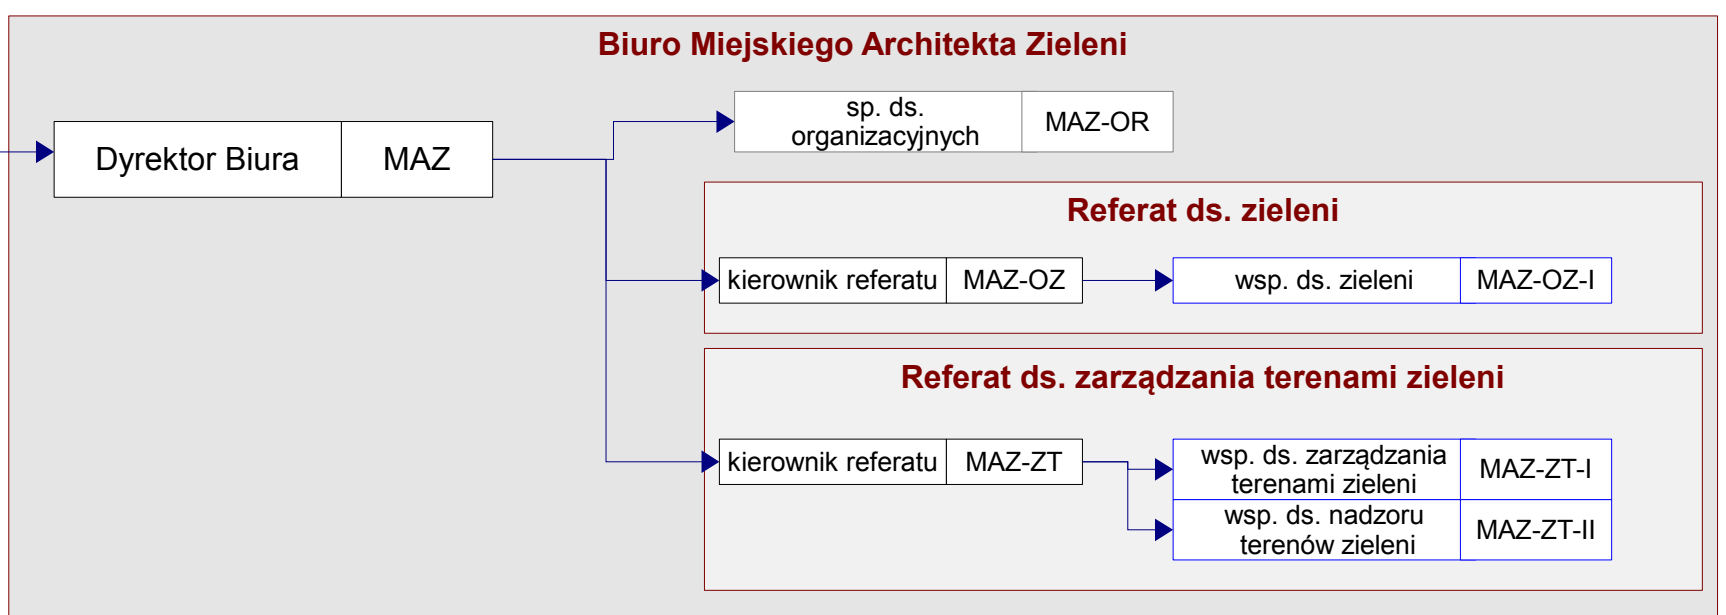 Biuro Miejskiego Architekta Zieleni
Dyrektor Biura
MAZ
sp. ds.
organizacyjnych
MAZ-OR
Referat ds. zieleni
kierownik referatu
MAZ-OZ
wsp. ds. zieleni
MAZ-OZ-I
Referat ds. zarządzania terenami zieleni
kierownik referatu
MAZ-ZT
wsp. ds. zarządzania
terenami zieleni
MAZ-ZT-I
wsp. ds. nadzoru
terenów zieleni
MAZ-ZT-II